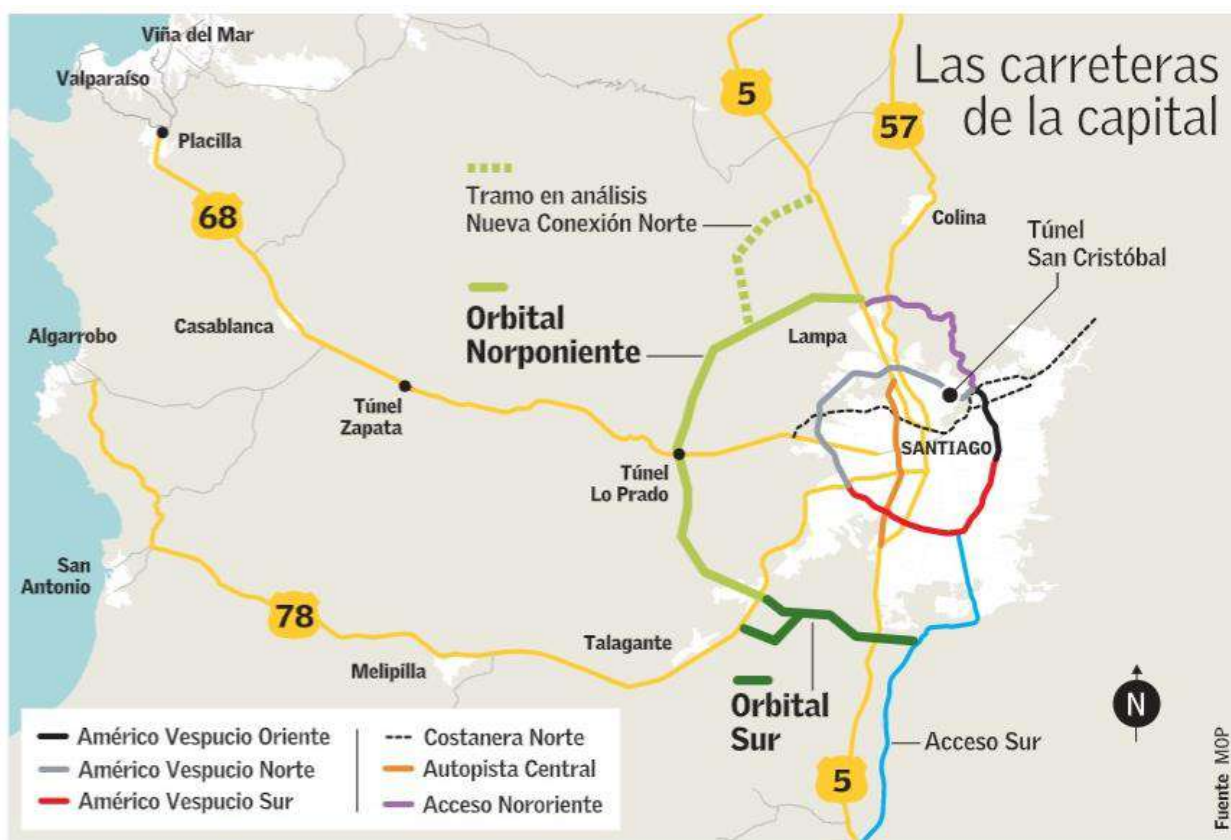 Las carreteras
de la capital
Viña del Mar
Valparaíso
Placilla
68
5
57
Tramo en análisis
Nueva Conexión Norte
Colina
Túnel
San Cristóbal
Orbital
Norponiente
Lampa
Algarrobo
Casablanca
Túnel
Zapata
Túnel
Lo Prado
SANTIAGO
San
Antonio
78
Talagante
Melipilla
Orbital
Sur
5
Acceso Sur
N
Américo Vespucio Oriente
Américo Vespucio Norte
Américo Vespucio Sur
Costanera Norte
Autopista Central
Acceso Nororiente
Fuente MOP